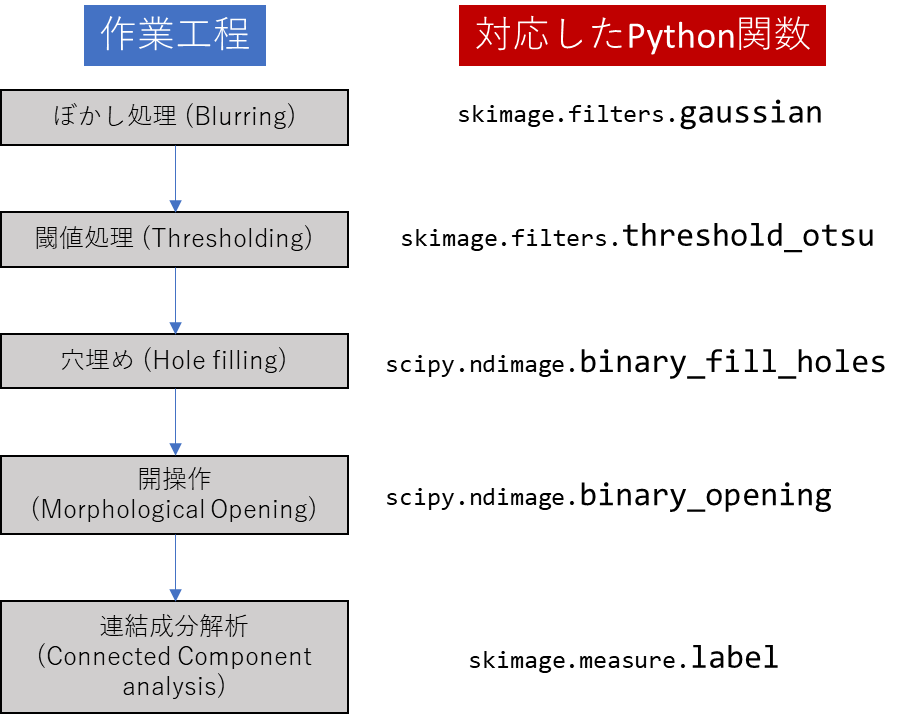 作業工程
対応したPython関数
ぼかし処理 (Blurring)
skimage.filters.gaussian
閾値処理 (Thresholding)
skimage.filters.threshold_otsu
穴埋め (Hole filling)
scipy.ndimage.binary_fill_holes
開操作
(Morphological Opening)
scipy.ndimage.binary_opening
連結成分解析
(Connected Component
analysis)
skimage.measure.label